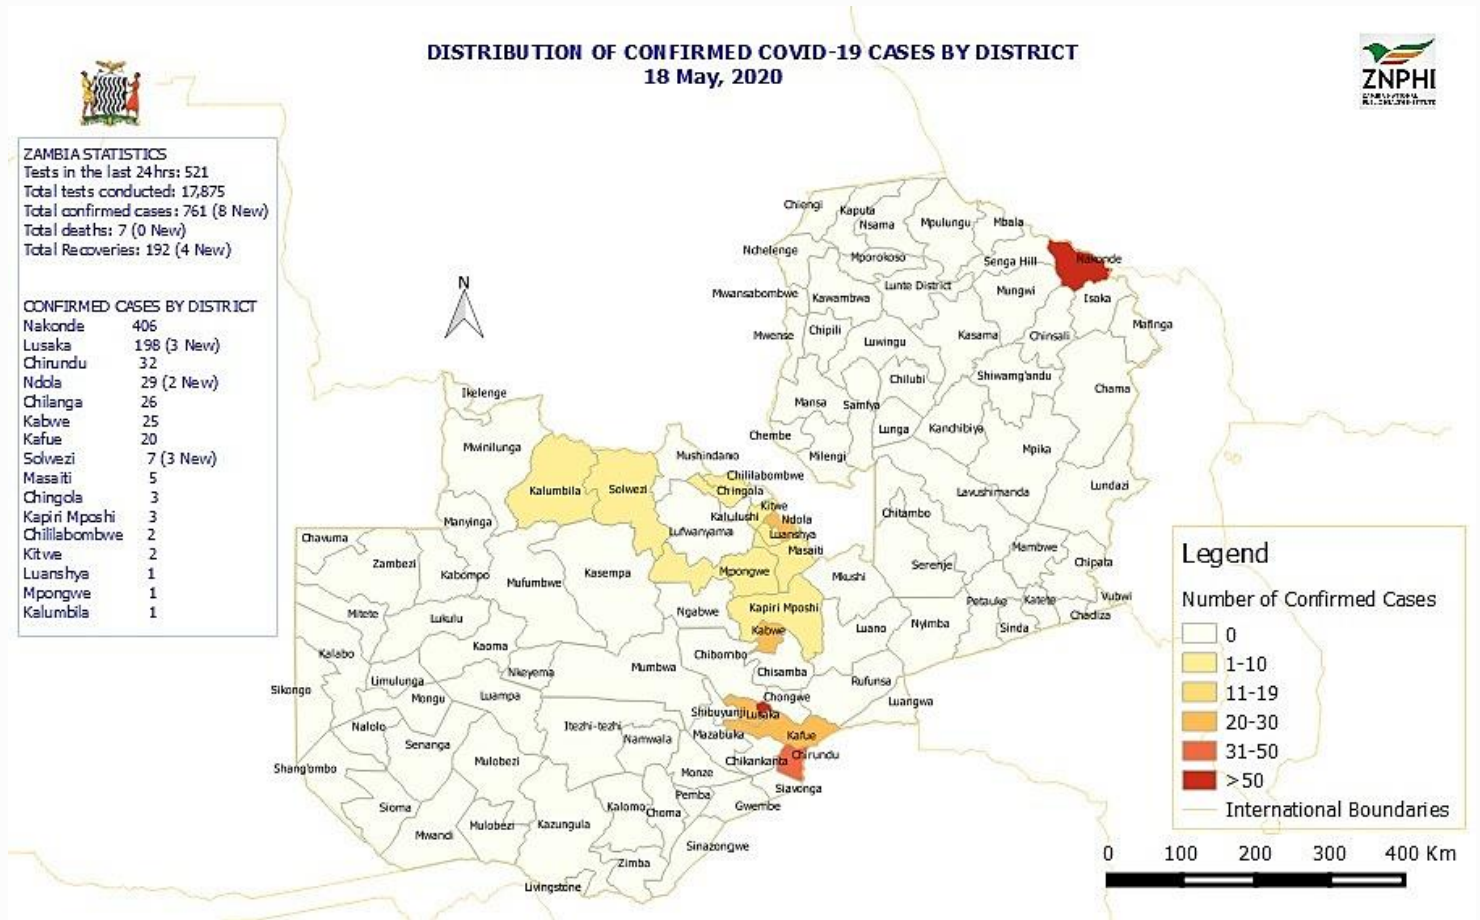 DISTRIBUTION OF CONFIRMED COVID-19 CASES BY DISTRICT
18 May, 2020
ZNPHI
ZAMBIA STATISTICS
Tests in the last 24hrs: 521
Total tests conducted: 17,875
Total confirmed cases: 761 (8 New)
Total deaths: 7 (0 New)
Total Recoveries: 192 (4 New)
CONFIRMED CASES BY DISTRICT
Nakonde 406
Lusaka 198 (3 New)
Chirundu 32
Ndola 29 (2 New)
Chilanga 26
Kabwe 25
Kafue 20
Solwezi 7 (3 New)
Masaiti 5
Chingola 3
Kapiri Mposhi 3
Chililabombwe 2
Kitwe 2
Luanshya 1
Mpongwe 1
Kalumbila 1
N
Chiengi
Kaputa
Nsama
Mpulungu
Mbala
Nchelenge
Mporokoso
Senga Hill
Nakonde
Mwansabombwe
Kawambwa
Lunte District
Mungwi
Isoka
Mafinga
Mwense
Chipili
Luwingu
Kasama
Chinsali
Chilubi
Shiwamg'andu
Chama
Mansa
Samfya
Ikelenge
Chembe
Lunga
Kanchibiya
Mwinilunga
Mushindamo
Milengi
Mpika
Chililabombwe
Kalumbila
Solwezi
Chingola
Lavushimanda
Lundazi
Kitwe
Manyinga
Kalulushi
Ndola
Chitambo
Lufwanyama
Luanshya
Chavuma
Masaiti
Mambwe
Zambezi
Kabompo
Mufumbwe
Kasempa
Mpongwe
Mkushi
Serenje
Chipata
Mitete
Lukulu
Ngabwe
Kapiri Mposhi
Petauke
Katete
Vubwi
Chadiza
Kabwe
Luano
Nyimba
Sinda
Kalabo
Kaoma
Chibombo
Nkeyema
Mumbwa
Chisamba
Rufunsa
Sikongo
Limulunga
Mongu
Luampa
Chongwe
Luangwa
Shibuyunji
Lusaka
Nalolo
Itezhi-tezhi
Mazabuka
Kafue
Senanga
Namwala
Mulobezi
Chikankanta
Chirundu
Shang'ombo
Monze
Siavonga
Sioma
Pemba
Kalomo
Choma
Gwembe
Mwandi
Mulobezi
Kazungula
Sinazongwe
Zimba
Livingstone
Legend
Number of Confirmed Cases
0
1-10
11-19
20-30
31-50
>50
International Boundaries
0 100 200 300 400 Km